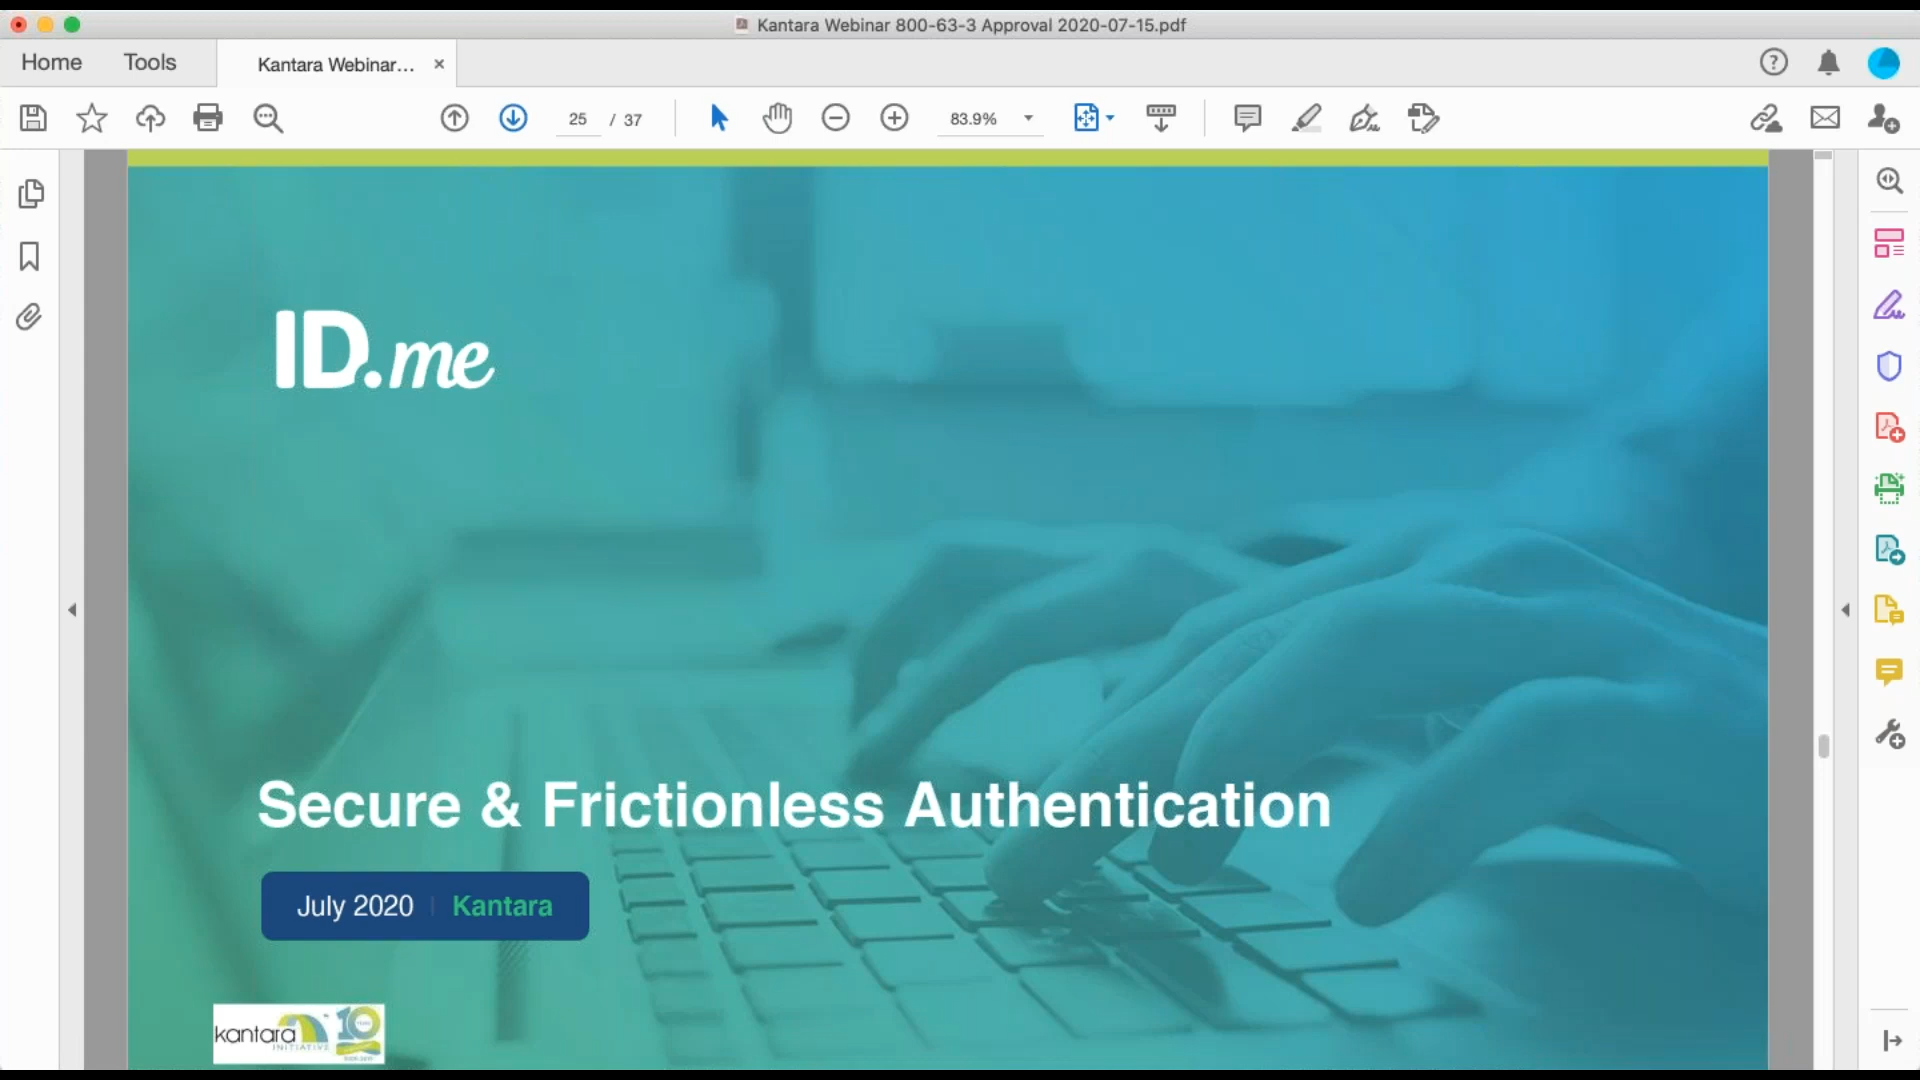 Kantara Webinar 800-63-3 Approval 2020-07-15.pdf
Home Tools Kantara Webinar... ×
25 / 37 83.9%
ID.me
Secure & Frictionless Authentication
July 2020 | Kantara
kantara
INITIATIVE
10